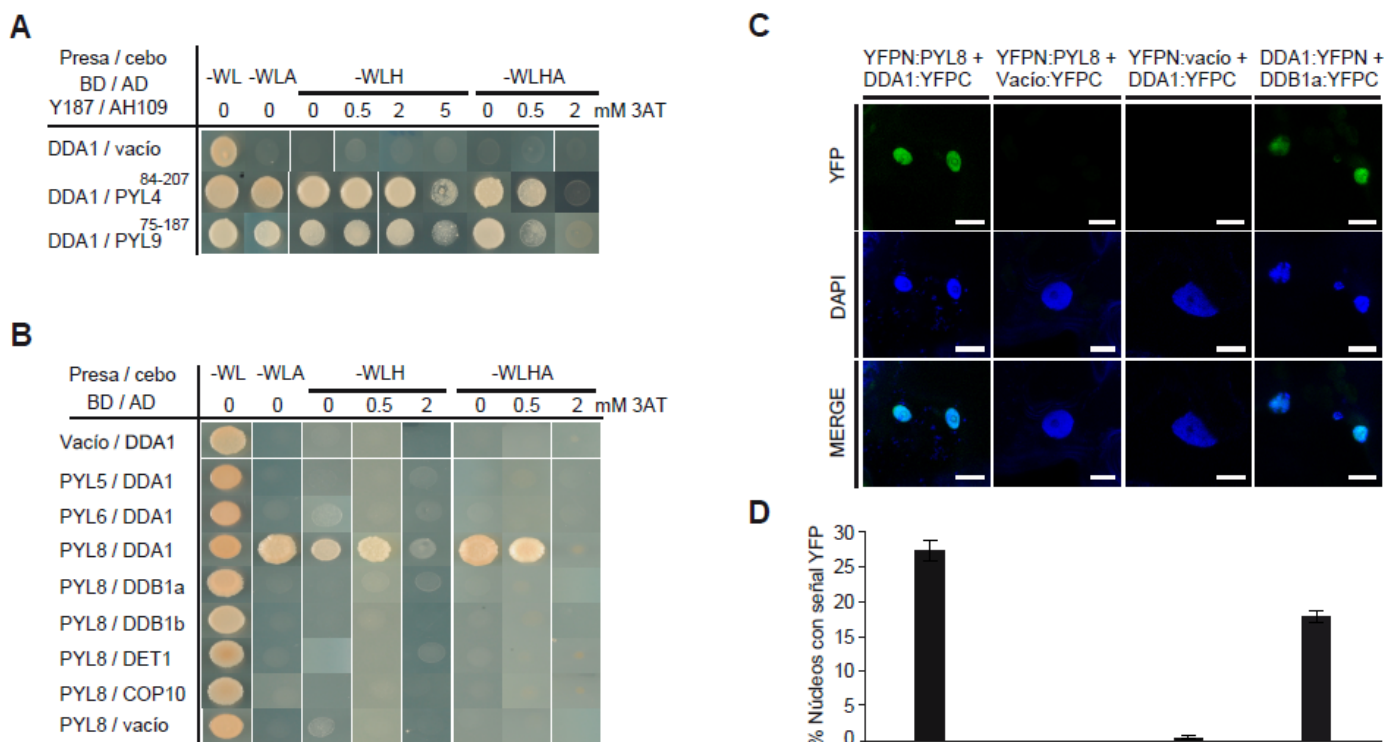 A
Presa / cebo
BD / AD
Y187 / AH109
-WL -WLA -WLH -WLHA
0 0 0 0.5 2 5 0 0.5 2 mM 3AT
DDA1 / vacío
DDA1 / PYL4 84-207
DDA1 / PYL9 75-187
B
Presa / cebo
BD / AD
-WL -WLA -WLH -WLHA
0 0 0 0.5 2 0 0.5 2 mM 3AT
Vacío / DDA1
PYL5 / DDA1
PYL6 / DDA1
PYL8 / DDA1
PYL8 / DDB1a
PYL8 / DDB1b
PYL8 / DET1
PYL8 / COP10
PYL8 / vacío
C
YFPN:PYL8 + DDA1:YFPC
YFPN:PYL8 + Vacío:YFPC
YFPN:vacío + DDA1:YFPC
DDA1:YFPN + DDB1a:YFPC
YFP
DAPI
MERGE
D
% Núdeos con señal YFP
30
25
20
15
10
5
0